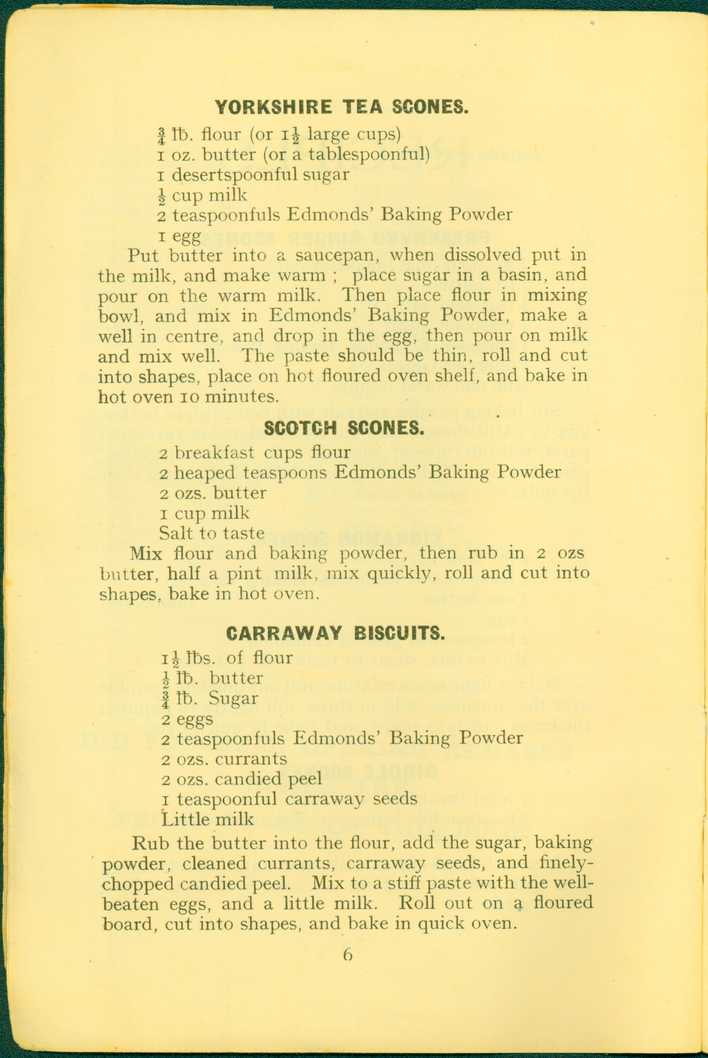 YORKSHIRE TEA SCONES.
¾ lb. flour (or 1½ large cups)
1 oz. butter (or a tablespoonful)
1 desertspoonful sugar
½ cup milk
2 teaspoonfuls Edmonds' Baking Powder
1 egg
Put butter into a saucepan, when dissolved put in
the milk, and make warm ; place sugar in a basin, and
pour on the warm milk. Then place flour in mixing
bowl, and mix in Edmonds' Baking Powder, make a
well in centre, and drop in the egg, then pour on milk
and mix well. The paste should be thin, roll and cut
into shapes, place on hot floured oven shelf, and bake in
hot oven 10 minutes.
SCOTCH SCONES.
2 breakfast cups flour
2 heaped teaspoons Edmonds' Baking Powder
2 ozs. butter
1 cup milk
Salt to taste
Mix flour and baking powder, then rub in 2 ozs
butter, half a pint milk, mix quickly, roll and cut into
shapes, bake in hot oven.
CARRAWAY BISCUITS.
1½ lbs. of flour
½ lb. butter
¾ lb. Sugar
2 eggs
2 teaspoonfuls Edmonds' Baking Powder
2 ozs. currants
2 ozs. candied peel
1 teaspoonful carraway seeds
Little milk
Rub the butter into the flour, add the sugar, baking
powder, cleaned currants, carraway seeds, and finely-
chopped candied peel. Mix to a stiff paste with the well-
beaten eggs, and a little milk. Roll out on a floured
board, cut into shapes, and bake in quick oven.
6